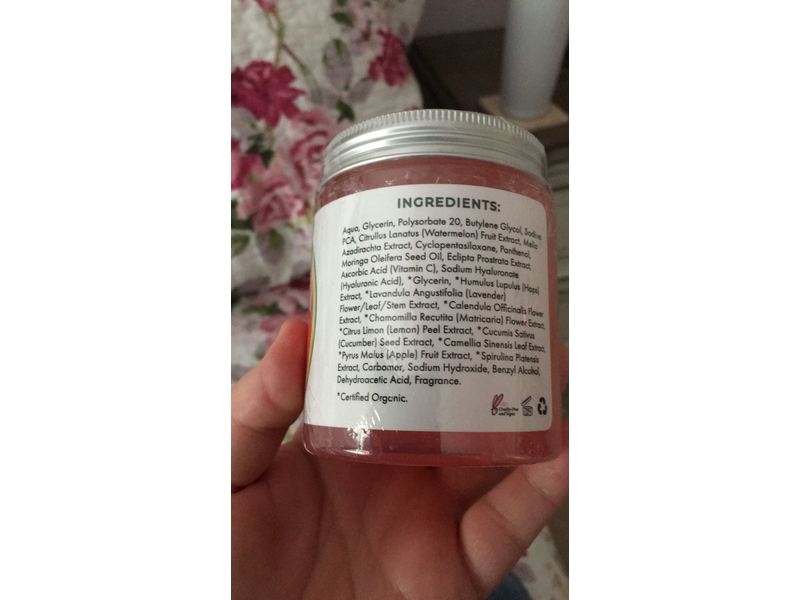 INGREDIENTS:
Aqua, Glycerin, Polysorbate 20, Butylene Glycol, Sodium
PCA, Citrullus Lanatus (Watermelon) Fruit Extract, Melia
Azadirachta Extract, Cyclopentasiloxane, Panthenol,
Moringa Oleifera Seed Oil, Eclipta Prostrata Extract,
Ascorbic Acid (Vitamin C), Sodium Hyaluronate
(Hyaluronic Acid), *Glycerin, *Humulus Lupulus (Hops)
Extract, *Lavandula Angustifolia (Lavender)
Flower/Leaf/Stem Extract, *Calendula Officinalis Flower
Extract, *Chamomilla Recutita (Matricaria) Flower Extract,
*Citrus Limon (Lemon) Peel Extract, *Cucumis Sativus
(Cucumber) Seed Extract, *Camellia Sinensis Leaf Extract,
*Pyrus Malus (Apple) Fruit Extract, *Spirulina Platensis
Extract, Carbomer, Sodium Hydroxide, Benzyl Alcohol,
Dehydroacetic Acid, Fragrance.
*Certified Organic.
Cruelty-Free
and Vegan